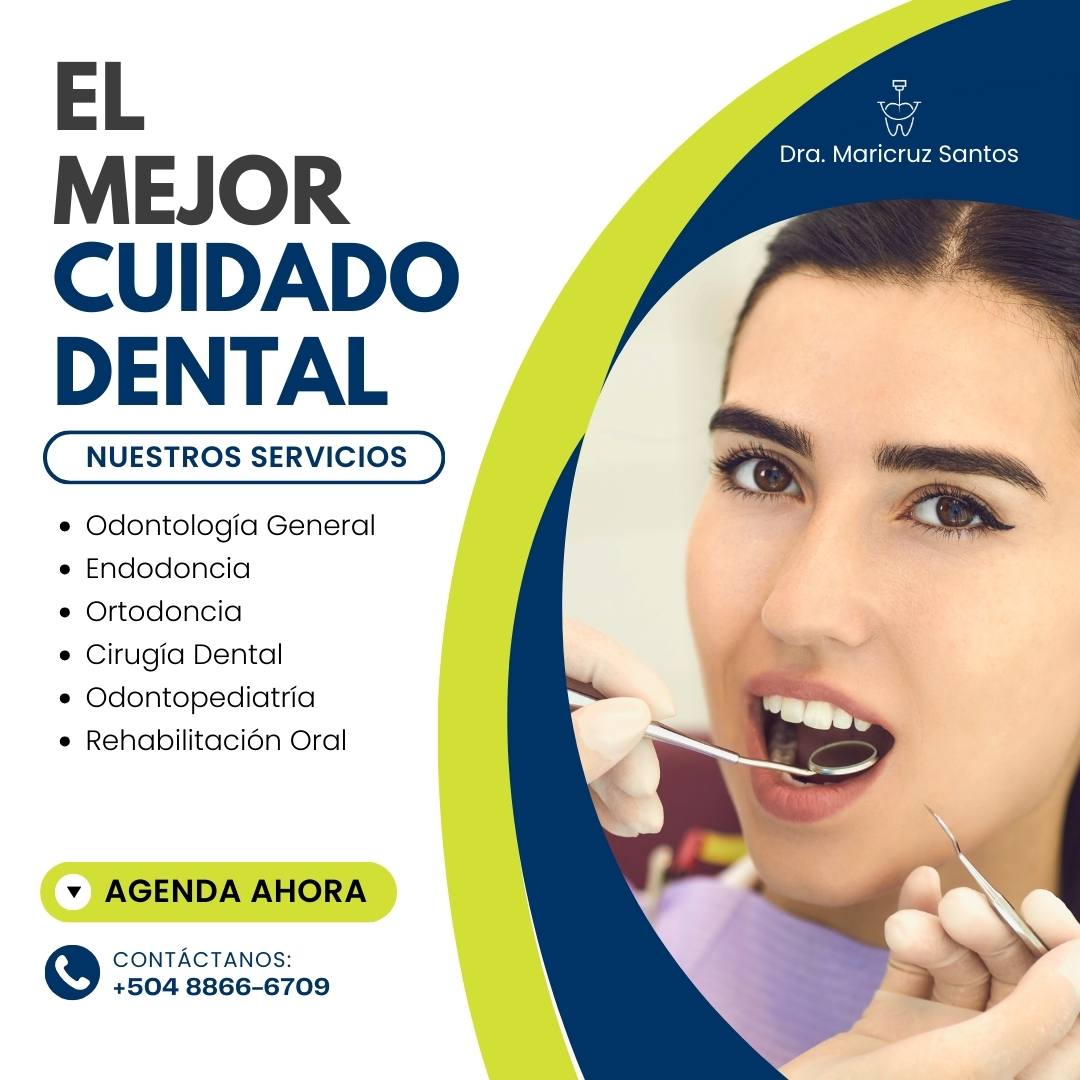 EL
MEJOR
CUIDADO
DENTAL
NUESTROS SERVICIOS
• Odontología General
• Endodoncia
• Ortodoncia
• Cirugía Dental
• Odontopediatría
• Rehabilitación Oral
AGENDA AHORA
CONTÁCTANOS:
+504 8866-6709
Dra. Maricruz Santos